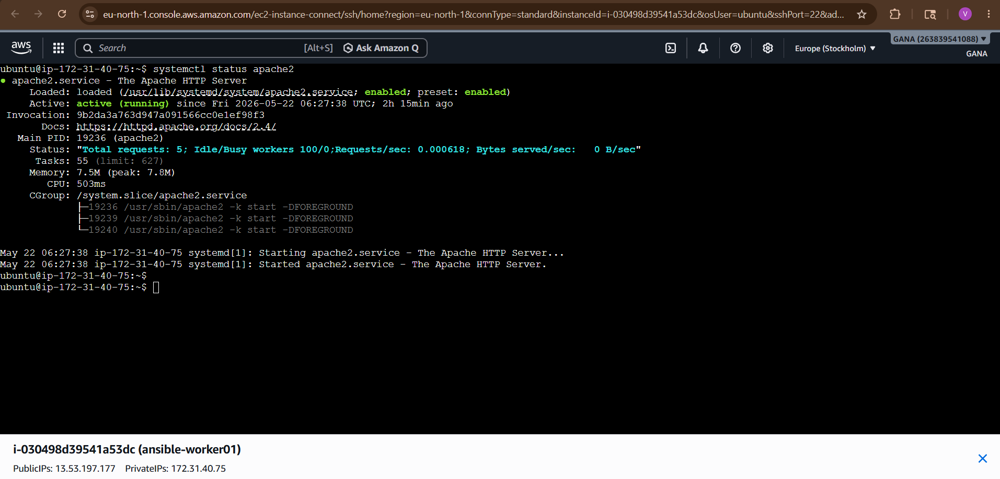 eu-north-1.console.aws.amazon.com/ec2-instance-connect/ssh/home?region=eu-north-1&connType=standard&instanceId=i-030498d39541a53dc&osUser=ubuntu&sshPort=22&ad...
V
aws
Search
[Alt+S]
Ask Amazon Q
Europe (Stockholm)
GANA (263839541088)
GANA
ubuntu@ip-172-31-40-75:~$ systemctl status apache2
● apache2.service - The Apache HTTP Server
Loaded: loaded (/usr/lib/systemd/system/apache2.service; enabled; preset: enabled)
Active: active (running) since Fri 2026-05-22 06:27:38 UTC; 2h 15min ago
Invocation: 9b2da3a763d947a091566cc0e1ef98f3
Docs: https://httpd.apache.org/docs/2.4/
Main PID: 19236 (apache2)
Status: "Total requests: 5; Idle/Busy workers 100/0;Requests/sec: 0.000618; Bytes served/sec:   0 B/sec"
Tasks: 55 (limit: 627)
Memory: 7.5M (peak: 7.8M)
CPU: 503ms
CGroup: /system.slice/apache2.service
├─19236 /usr/sbin/apache2 -k start -DFOREGROUND
├─19239 /usr/sbin/apache2 -k start -DFOREGROUND
└─19240 /usr/sbin/apache2 -k start -DFOREGROUND
May 22 06:27:38 ip-172-31-40-75 systemd[1]: Starting apache2.service - The Apache HTTP Server...
May 22 06:27:38 ip-172-31-40-75 systemd[1]: Started apache2.service - The Apache HTTP Server.
ubuntu@ip-172-31-40-75:~$
ubuntu@ip-172-31-40-75:~$
i-030498d39541a53dc (ansible-worker01)
PublicIPs: 13.53.197.177 PrivateIPs: 172.31.40.75